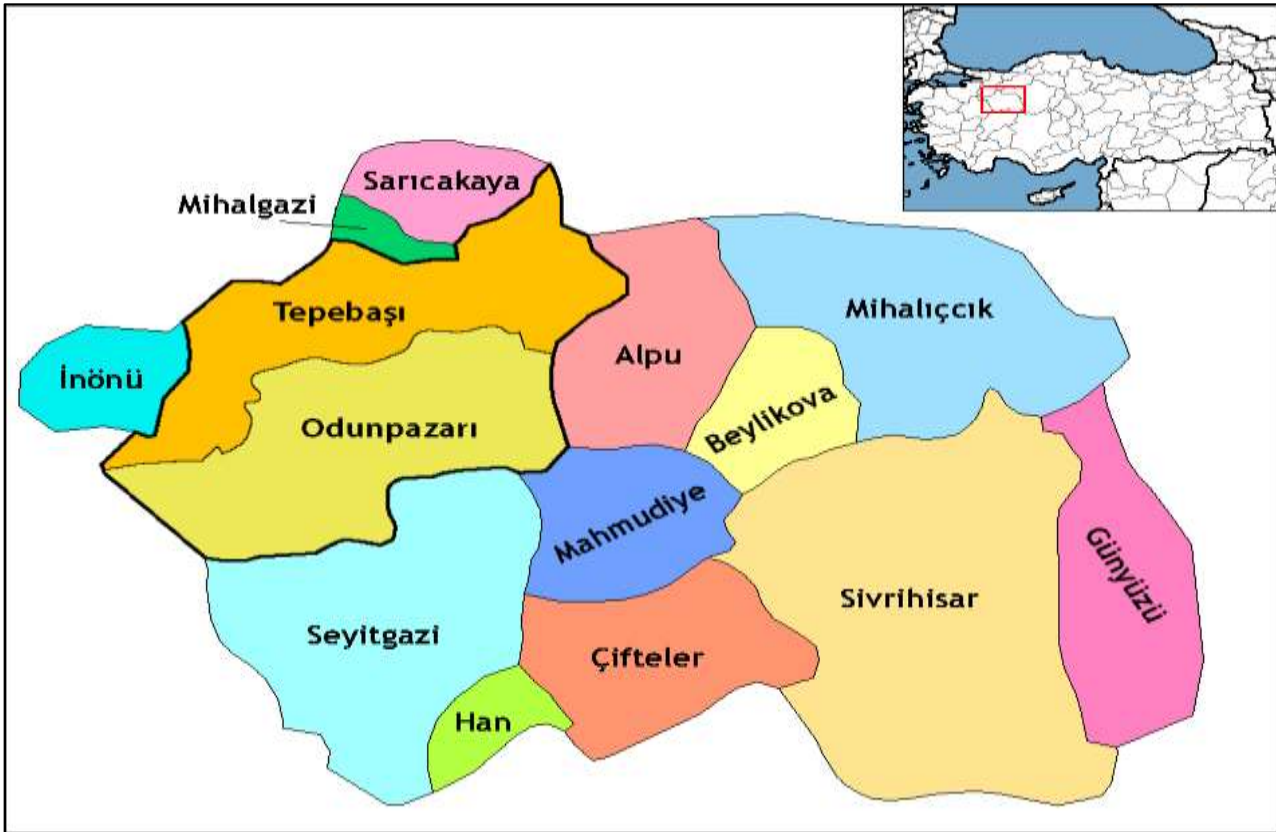 Sarıcakaya
Mihalgazi
Tepebaşı
Mihalıççık
Alpu
İnönü
Beylikova
Odunpazarı
Mahmudiye
Günyüzü
Sivrihisar
Seyitgazi
Çifteler
Han